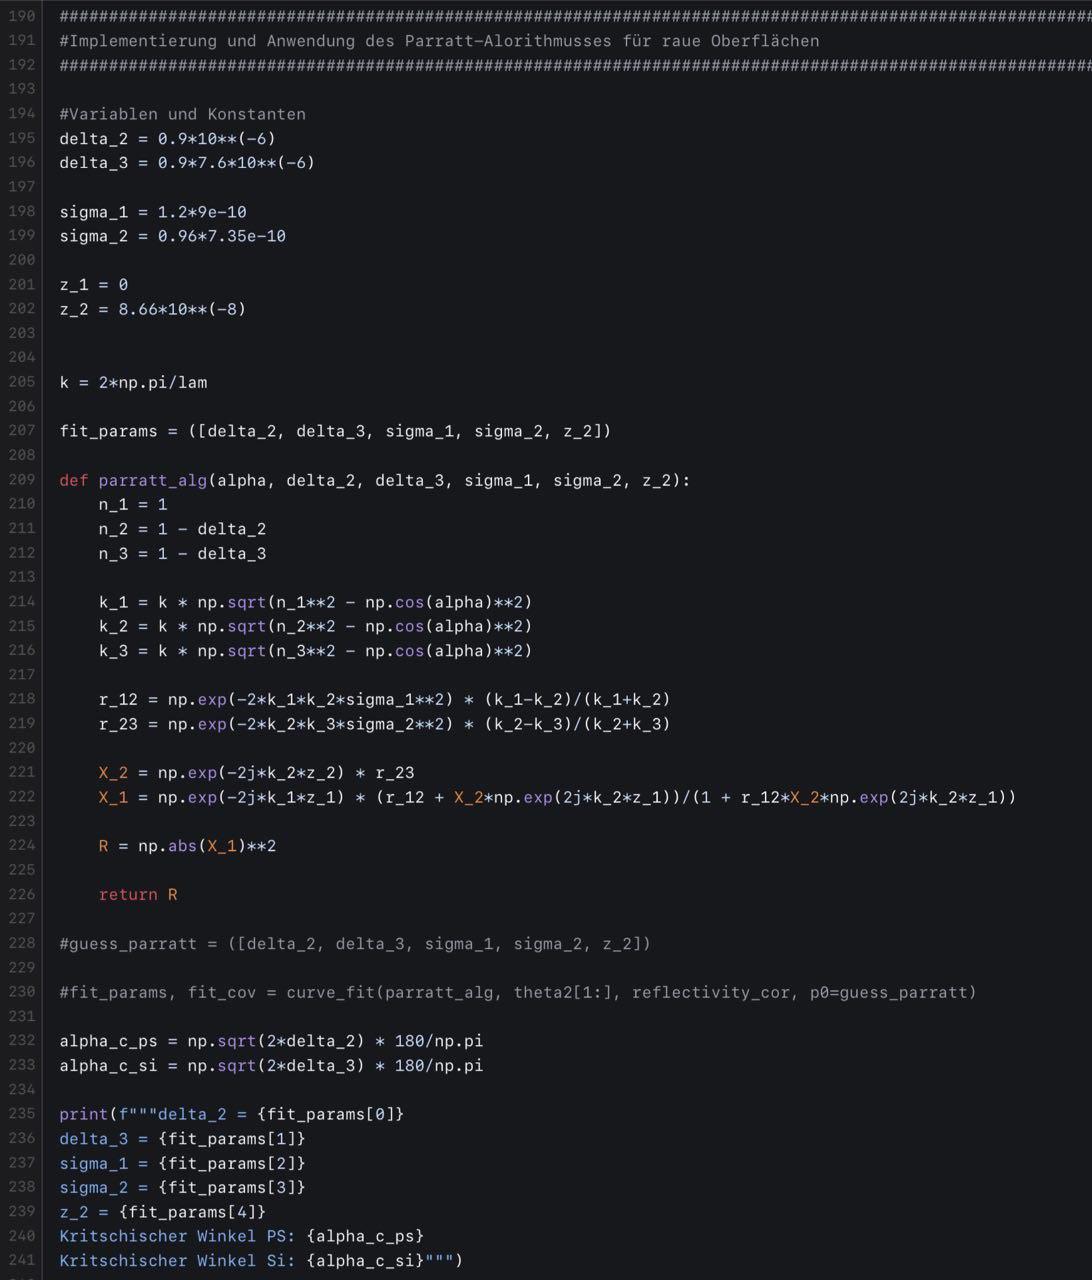 190 ##########################################################################################################
191 #Implementierung und Anwendung des Parratt-Alorithmusses für raue Oberflächen
192 ##########################################################################################################
193
194 #Variablen und Konstanten
195 delta_2 = 0.9*10**(-6)
196 delta_3 = 0.9*7.6*10**(-6)
197
198 sigma_1 = 1.2*9e-10
199 sigma_2 = 0.96*7.35e-10
200
201 z_1 = 0
202 z_2 = 8.66*10**(-8)
203
204
205 k = 2*np.pi/lam
206
207 fit_params = ([delta_2, delta_3, sigma_1, sigma_2, z_2])
208
209 def parratt_alg(alpha, delta_2, delta_3, sigma_1, sigma_2, z_2):
210     n_1 = 1
211     n_2 = 1 - delta_2
212     n_3 = 1 - delta_3
213
214     k_1 = k * np.sqrt(n_1**2 - np.cos(alpha)**2)
215     k_2 = k * np.sqrt(n_2**2 - np.cos(alpha)**2)
216     k_3 = k * np.sqrt(n_3**2 - np.cos(alpha)**2)
217
218     r_12 = np.exp(-2*k_1*k_2*sigma_1**2) * (k_1-k_2)/(k_1+k_2)
219     r_23 = np.exp(-2*k_2*k_3*sigma_2**2) * (k_2-k_3)/(k_2+k_3)
220
221     X_2 = np.exp(-2j*k_2*z_2) * r_23
222     X_1 = np.exp(-2j*k_1*z_1) * (r_12 + X_2*np.exp(2j*k_2*z_1))/(1 + r_12*X_2*np.exp(2j*k_2*z_1))
223
224     R = np.abs(X_1)**2
225
226     return R
227
228 #guess_parratt = ([delta_2, delta_3, sigma_1, sigma_2, z_2])
229
230 #fit_params, fit_cov = curve_fit(parratt_alg, theta2[1:], reflectivity_cor, p0=guess_parratt)
231
232 alpha_c_ps = np.sqrt(2*delta_2) * 180/np.pi
233 alpha_c_si = np.sqrt(2*delta_3) * 180/np.pi
234
235 print(f"""delta_2 = {fit_params[0]}
236 delta_3 = {fit_params[1]}
237 sigma_1 = {fit_params[2]}
238 sigma_2 = {fit_params[3]}
239 z_2 = {fit_params[4]}
240 Kritschischer Winkel PS: {alpha_c_ps}
241 Kritschischer Winkel Si: {alpha_c_si}""")